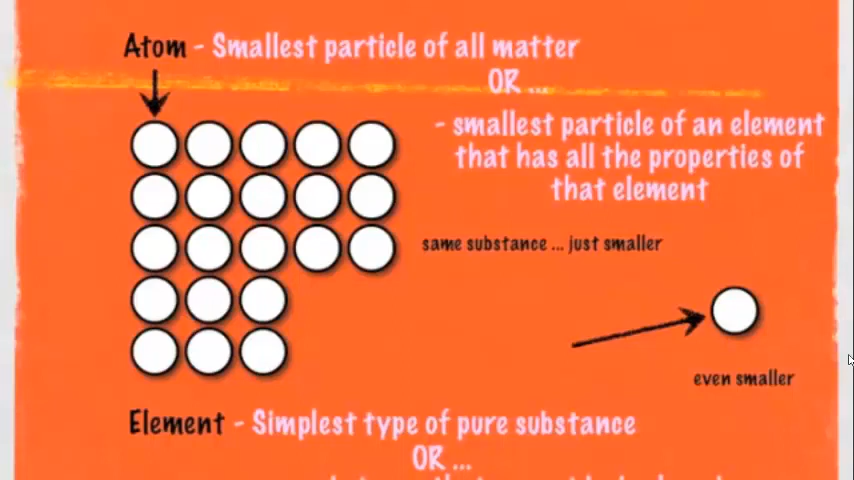 Atom - Smallest particle of all matter
OR ...
- smallest particle of an element
that has all the properties of
that element
same substance ... just smaller
even smaller
Element - Simplest type of pure substance
OR ...